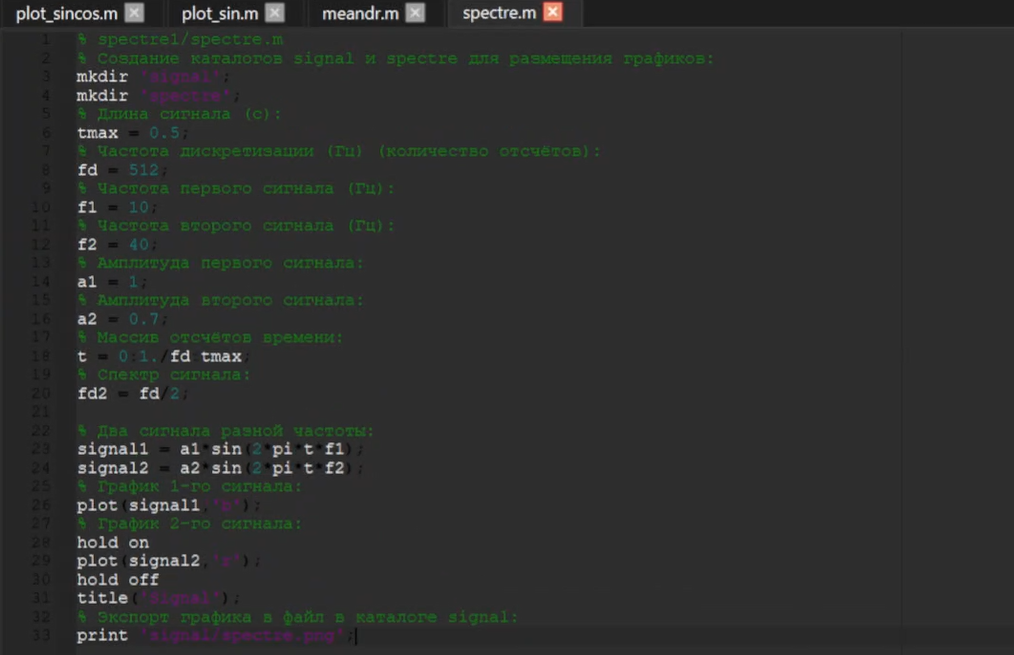 plot_sincos.m plot_sin.m meandr.m spectre.m
1 % spectre1/spectre.m
2 % Создание каталогов signal и spectre для размещения графиков:
3 mkdir 'signal';
4 mkdir 'spectre';
5 % Длина сигнала (с):
6 tmax = 0.5;
7 % Частота дискретизации (Гц) (количество отсчётов):
8 fd = 512;
9 % Частота первого сигнала (Гц):
10 f1 = 10;
11 % Частота второго сигнала (Гц):
12 f2 = 40;
13 % Амплитуда первого сигнала:
14 a1 = 1;
15 % Амплитуда второго сигнала:
16 a2 = 0.7;
17 % Массив отсчётов времени:
18 t = 0:1./fd:tmax;
19 % Спектр сигнала:
20 fd2 = fd/2;
21
22 % Два сигнала разной частоты:
23 signal1 = a1*sin(2*pi*t*f1);
24 signal2 = a2*sin(2*pi*t*f2);
25 % График 1-го сигнала:
26 plot(signal1,'b');
27 % График 2-го сигнала:
28 hold on
29 plot(signal2,'r');
30 hold off
31 title('Signal');
32 % Экспорт графика в файл в каталоге signal:
33 print 'signal/spectre.png';